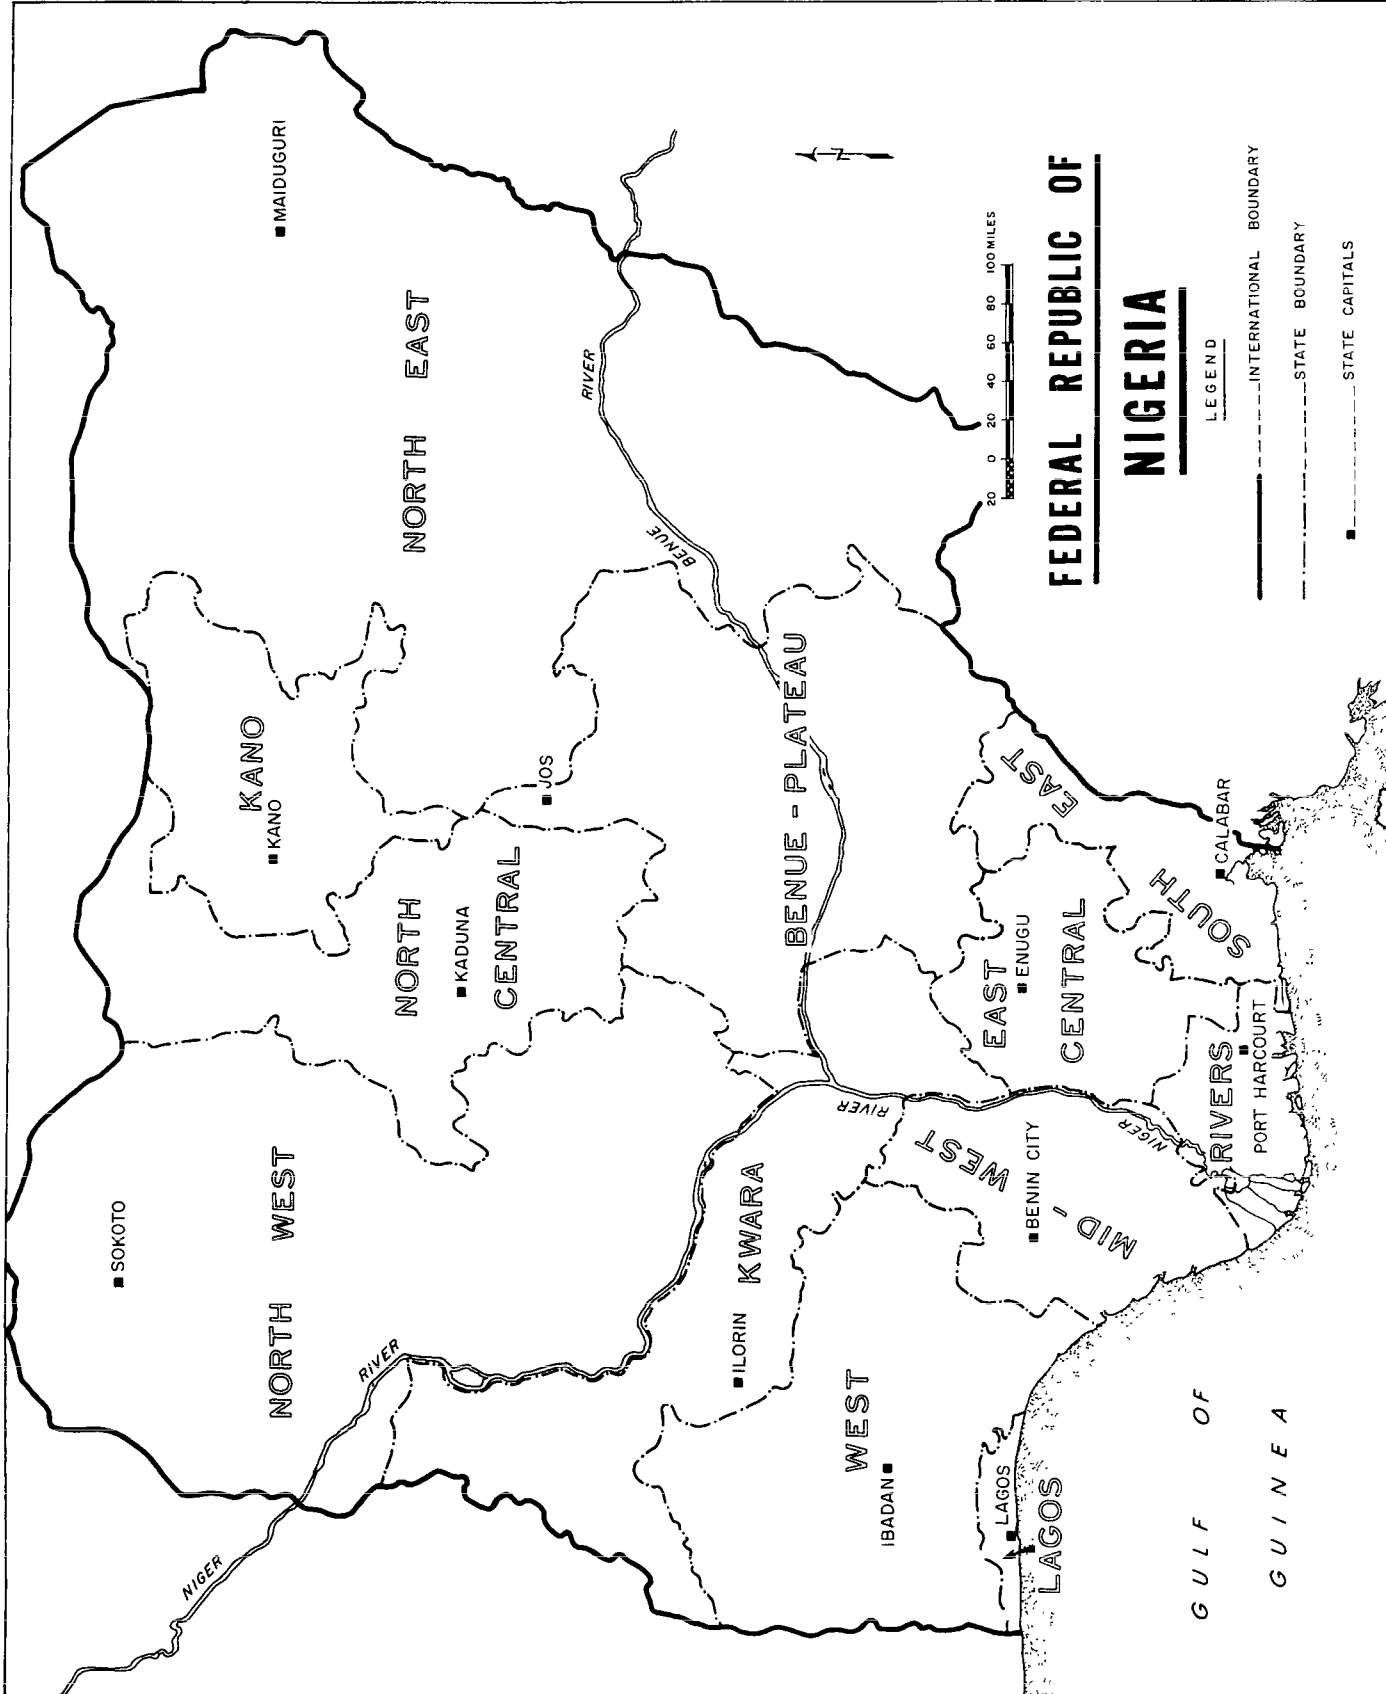 SOKOTO
MAIDUGURI
KANO
KANO
NORTH WEST
NORTH EAST
NORTH
KADUNA
CENTRAL
JOS
NIGER
RIVER
RIVER
BENUE
ILORIN
KWARA
BENUE - PLATEAU
RIVER
WEST
IBADAN
MID -
WEST
BENIN CITY
NIGER
EAST
ENUGU
CENTRAL
SOUTH
EAST
CALABAR
RIVERS
PORT HARCOURT
LAGOS
LAGOS
GULF OF
GUINEA
N
20 0 20 40 60 80 100 MILES
FEDERAL REPUBLIC OF
NIGERIA
LEGEND
INTERNATIONAL BOUNDARY
STATE BOUNDARY
STATE CAPITALS